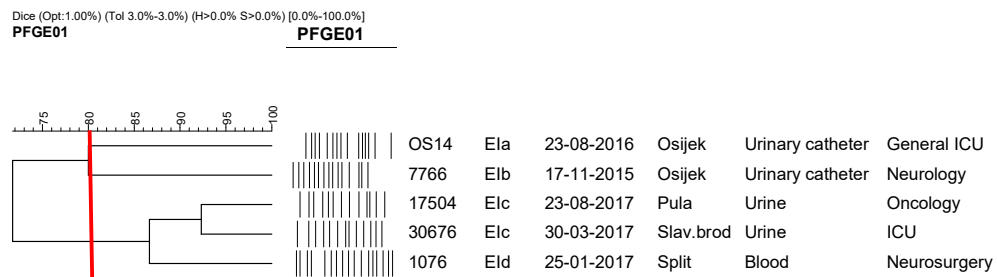 Dice (Opt:1.00%) (Tol 3.0%-3.0%) (H>0.0% S>0.0%) [0.0%-100.0%]
PFGE01 PFGE01
75 80 85 90 95 100
OS14 EIa 23-08-2016 Osijek Urinary catheter General ICU
7766 EIb 17-11-2015 Osijek Urinary catheter Neurology
17504 EIc 23-08-2017 Pula Urine Oncology
30676 EIc 30-03-2017 Slav.brod Urine ICU
1076 EId 25-01-2017 Split Blood Neurosurgery